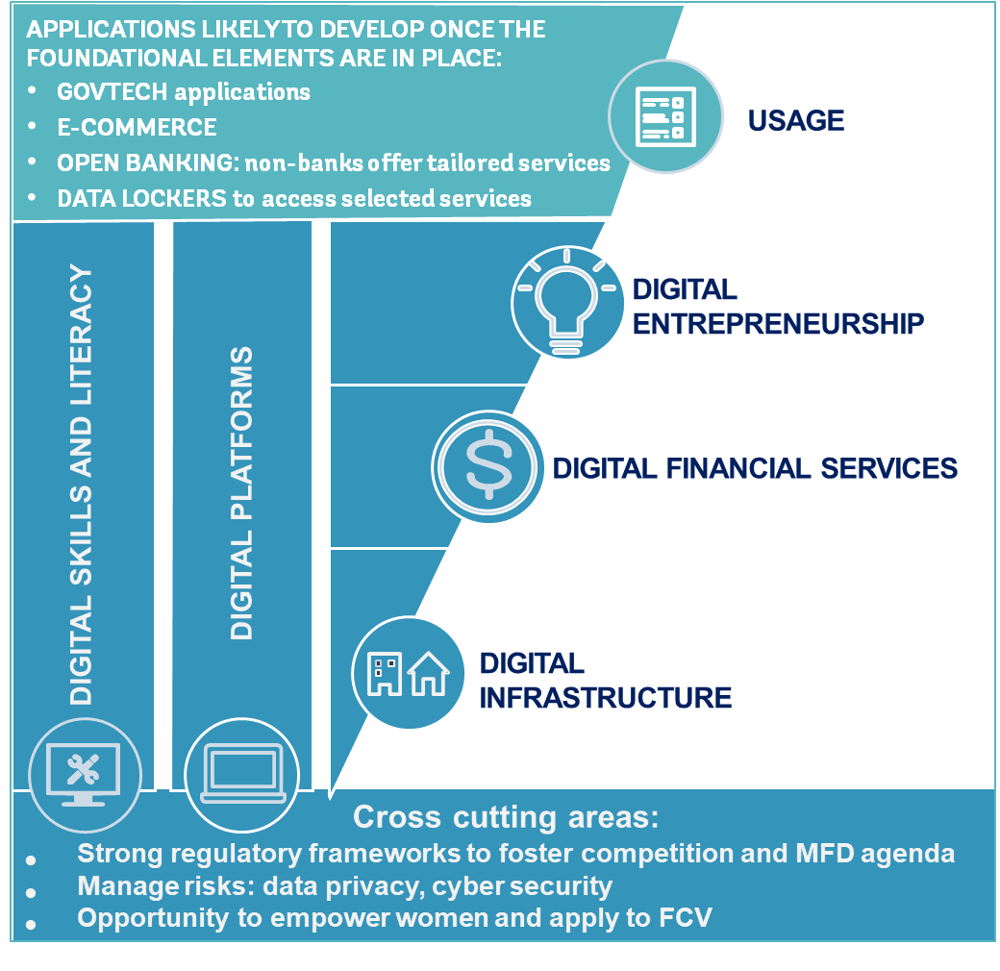 APPLICATIONS LIKELY TO DEVELOP ONCE THE
FOUNDATIONAL ELEMENTS ARE IN PLACE:
• GOVTECH applications
• E-COMMERCE
• OPEN BANKING: non-banks offer tailored services
• DATA LOCKERS to access selected services
USAGE
DIGITAL SKILLS AND LITERACY
DIGITAL PLATFORMS
DIGITAL
ENTREPRENEURSHIP
DIGITAL FINANCIAL SERVICES
DIGITAL
INFRASTRUCTURE
Cross cutting areas:
• Strong regulatory frameworks to foster competition and MFD agenda
• Manage risks: data privacy, cyber security
• Opportunity to empower women and apply to FCV